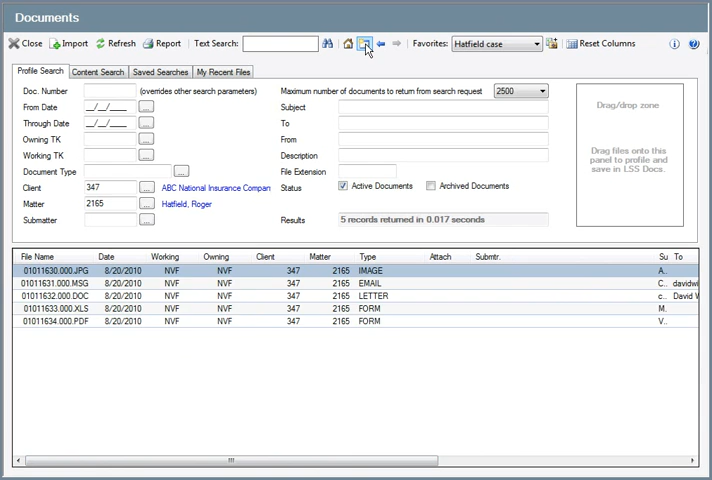 Documents
Close Import Refresh Report Text Search: Favorites: Hatfield case Reset Columns
Profile Search Content Search Saved Searches My Recent Files
Doc. Number (overrides other search parameters) Maximum number of documents to return from search request 2500
From Date __/__/____ ... Subject
Through Date __/__/____ ... To
Owning TK ... From
Working TK ... Description
Document Type ... File Extension
Client 347 ... ABC National Insurance Compan Status Active Documents Archived Documents
Matter 2165 ... Hatfield, Roger
Submatter ... Results 5 records returned in 0.017 seconds
Drag/drop zone
Drag files onto this
panel to profile and
save in LSS Docs.
File Name Date Working Owning Client Matter Type Attach Submtr. Su To
01011630.000.JPG 8/20/2010 NVF NVF 347 2165 IMAGE A..
01011631.000.MSG 8/20/2010 NVF NVF 347 2165 EMAIL C.. davidwi
01011632.000.DOC 8/20/2010 NVF NVF 347 2165 LETTER c.. David W
01011633.000.XLS 8/20/2010 NVF NVF 347 2165 FORM M..
01011634.000.PDF 8/20/2010 NVF NVF 347 2165 FORM V..